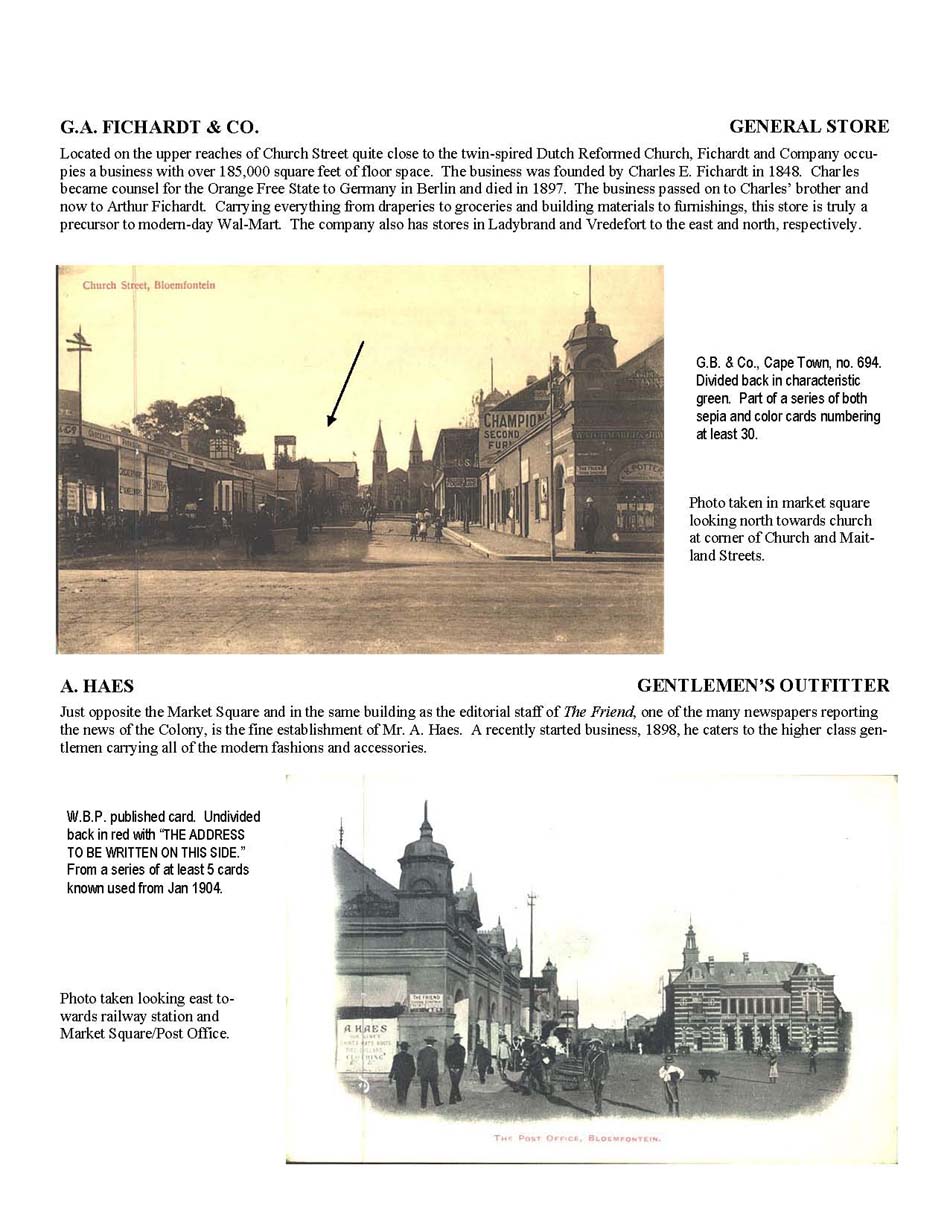 G.A. FICHARDT & CO. GENERAL STORE
Located on the upper reaches of Church Street quite close to the twin-spired Dutch Reformed Church, Fichardt and Company occu-
pies a business with over 185,000 square feet of floor space. The business was founded by Charles E. Fichardt in 1848. Charles
became counsel for the Orange Free State to Germany in Berlin and died in 1897. The business passed on to Charles’ brother and
now to Arthur Fichardt. Carrying everything from draperies to groceries and building materials to furnishings, this store is truly a
precursor to modern-day Wal-Mart. The company also has stores in Ladybrand and Vredefort to the east and north, respectively.
Church Street, Bloemfontein
CHAMPION
SECOND
FUR
THE FRIEND
K. POTTER
G.B. & Co., Cape Town, no. 694.
Divided back in characteristic
green. Part of a series of both
sepia and color cards numbering
at least 30.
Photo taken in market square
looking north towards church
at corner of Church and Mait-
land Streets.
A. HAES GENTLEMEN’S OUTFITTER
Just opposite the Market Square and in the same building as the editorial staff of The Friend, one of the many newspapers reporting
the news of the Colony, is the fine establishment of Mr. A. Haes. A recently started business, 1898, he caters to the higher class gen-
tlemen carrying all of the modern fashions and accessories.
W.B.P. published card. Undivided
back in red with “THE ADDRESS
TO BE WRITTEN ON THIS SIDE.”
From a series of at least 5 cards
known used from Jan 1904.
Photo taken looking east to-
wards railway station and
Market Square/Post Office.
THE FRIEND
A. HAES
CLOTHING
THE POST OFFICE, BLOEMFONTEIN.